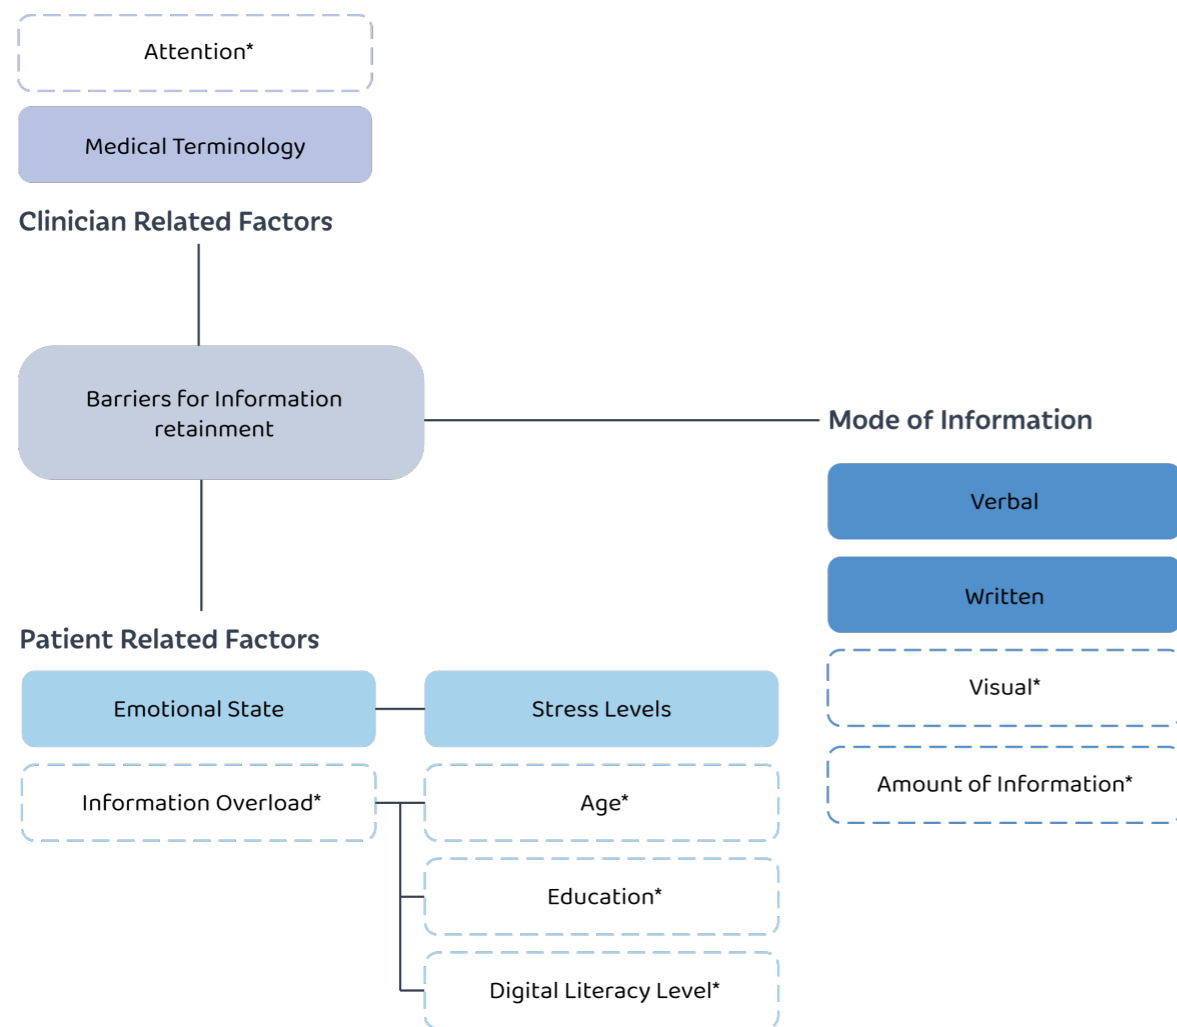 Attention*
Medical Terminology
Clinician Related Factors
Barriers for Information
retainment
Mode of Information
Verbal
Written
Visual*
Amount of Information*
Patient Related Factors
Emotional State
Stress Levels
Information Overload*
Age*
Education*
Digital Literacy Level*